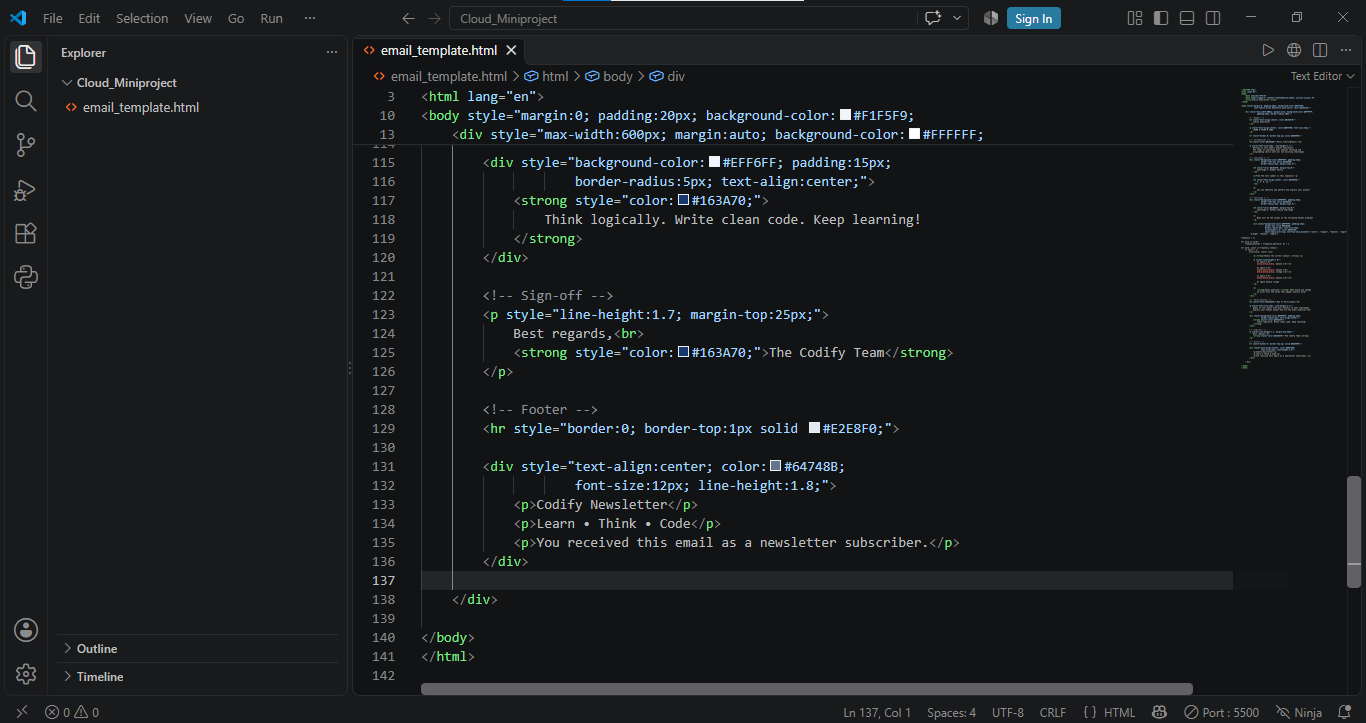 File Edit Selection View Go Run ··· Cloud_Miniproject Sign In
Explorer ···
Cloud_Miniproject
email_template.html
Outline
Timeline
email_template.html
email_template.html > html > body > div Text Editor
3 <html lang="en">
10 <body style="margin:0; padding:20px; background-color:#F1F5F9;
13 <div style="max-width:600px; margin:auto; background-color:#FFFFFF;
114
115 <div style="background-color:#EFF6FF; padding:15px;
116 border-radius:5px; text-align:center;">
117 <strong style="color:#163A70;">
118 Think logically. Write clean code. Keep learning!
119 </strong>
120 </div>
121
122 <!-- Sign-off -->
123 <p style="line-height:1.7; margin-top:25px;">
124 Best regards,<br>
125 <strong style="color:#163A70;">The Codify Team</strong>
126 </p>
127
128 <!-- Footer -->
129 <hr style="border:0; border-top:1px solid #E2E8F0;">
130
131 <div style="text-align:center; color:#64748B;
132 font-size:12px; line-height:1.8;">
133 <p>Codify Newsletter</p>
134 <p>Learn • Think • Code</p>
135 <p>You received this email as a newsletter subscriber.</p>
136 </div>
137
138 </div>
139
140 </body>
141 </html>
142
0 0 Ln 137, Col 1 Spaces: 4 UTF-8 CRLF {} HTML Port : 5500 Ninja